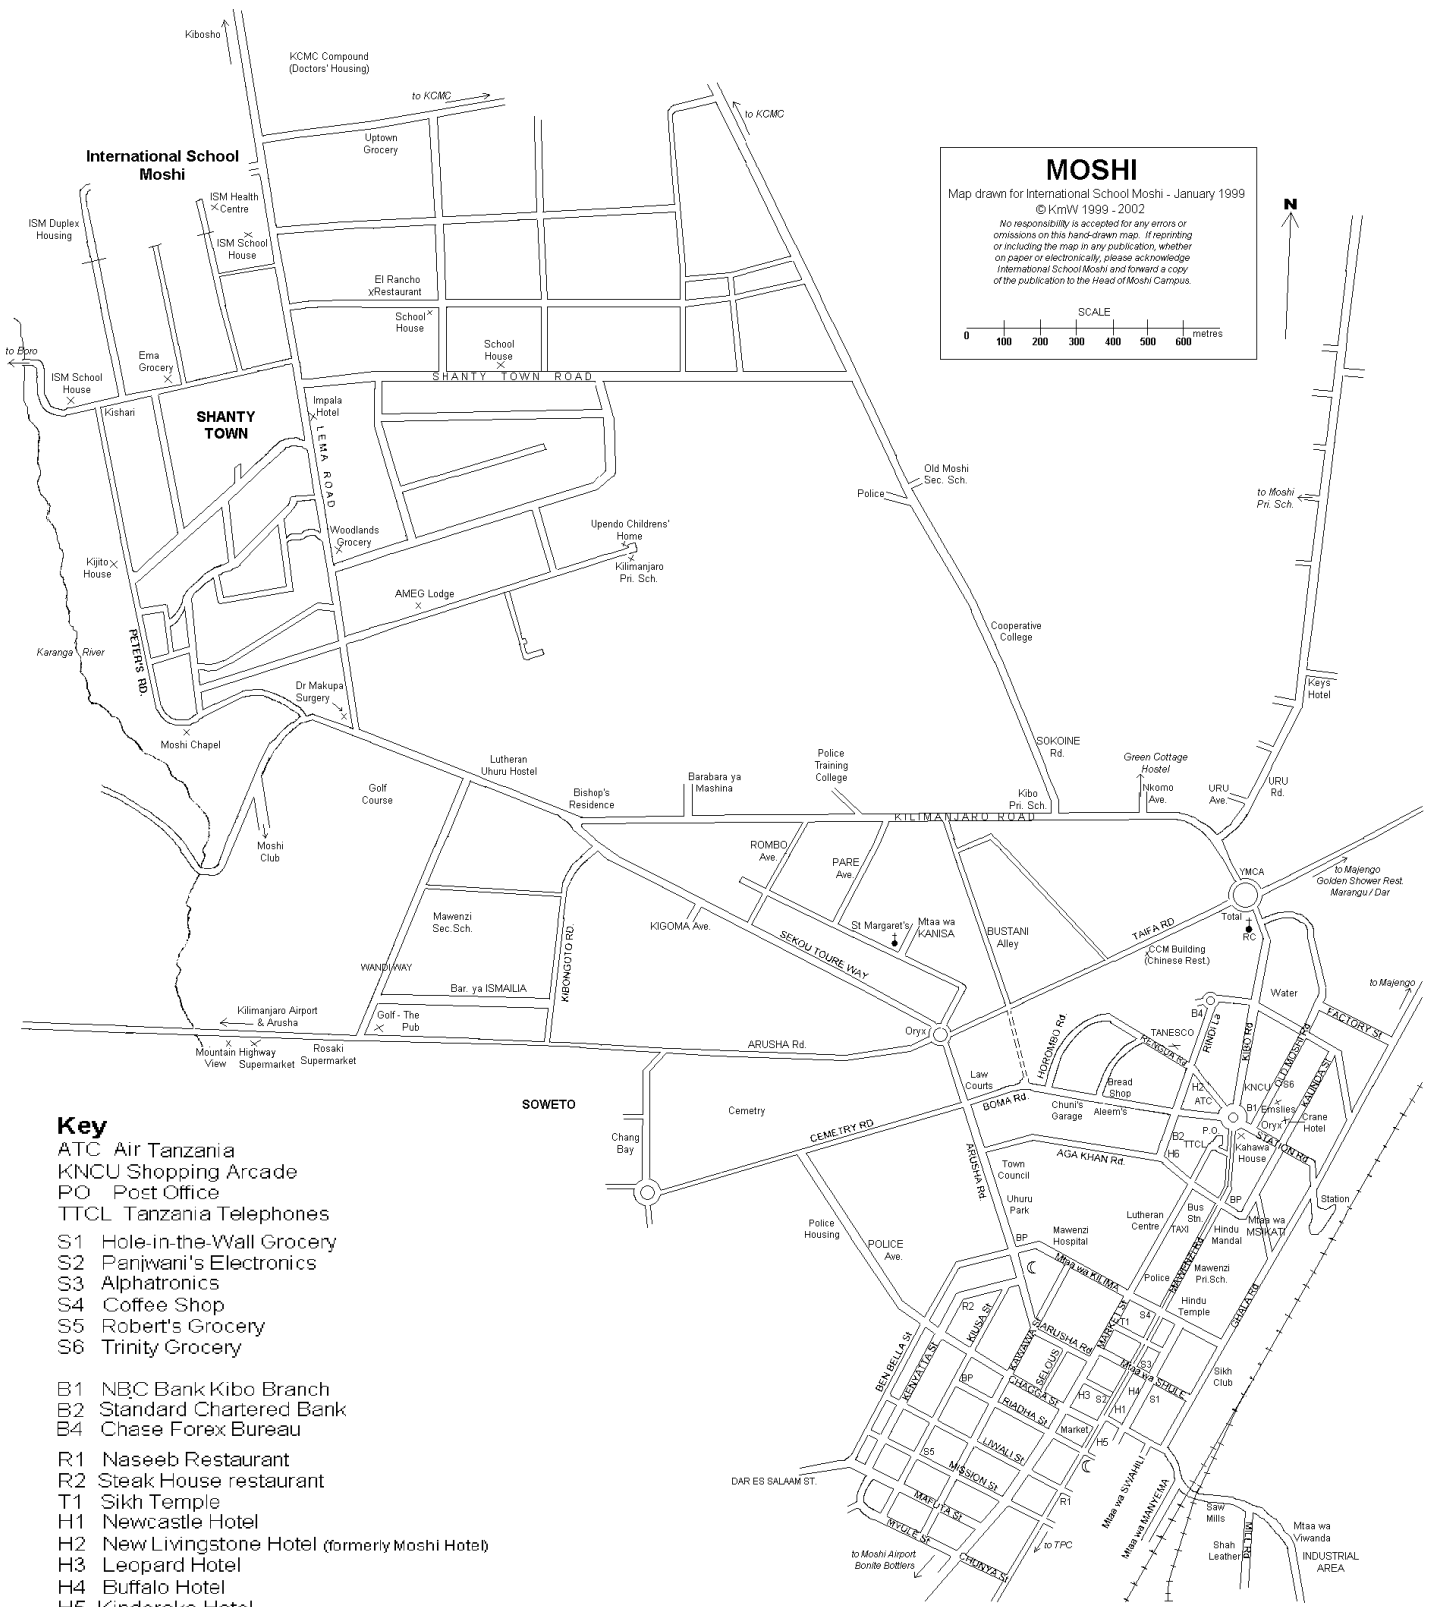 Kibosho
KCMC Compound
(Doctors' Housing)
to KCMC
to KCMC
Uptown
Grocery
International School
Moshi
ISM Health
Centre
ISM Duplex
Housing
ISM School
House
El Rancho
Restaurant
School
House
School
House
MOSHI
Map drawn for International School Moshi - January 1999
© KmW 1999 - 2002
No responsibility is accepted for any errors or
omissions on this hand-drawn map. If reprinting
or including the map in any publication, whether
on paper or electronically, please acknowledge
International School Moshi and forward a copy
of the publication to the Head of Moshi Campus.
SCALE
0 100 200 300 400 500 600 metres
N
to Boro
Ema
Grocery
ISM School
House
Kishari
SHANTY
TOWN
SHANTY TOWN ROAD
Impala
Hotel
LEMA ROAD
Old Moshi
Sec. Sch.
Police
to Moshi
Pri. Sch.
Woodlands
Grocery
Upendo Childrens'
Home
Kilimanjaro
Pri. Sch.
Kijito
House
AMEG Lodge
Cooperative
College
Karanga River
PETER'S RD.
Keys
Hotel
Dr Makupa
Surgery
Moshi Chapel
SOKOINE
Rd.
Lutheran
Uhuru Hostel
Police
Training
College
Green Cottage
Hostel
Golf
Course
Barabara ya
Mashina
Bishop's
Residence
Kibo
Pri. Sch.
Nkomo
Ave.
URU
Ave.
URU
Rd.
KILIMANJARO ROAD
Moshi
Club
ROMBO
Ave.
PARE
Ave.
YMCA
to Majengo
Golden Shower Rest.
Marangu / Dar
Mawenzi
Sec.Sch.
KIGOMA Ave.
St Margaret's
Mtaa wa
KANISA
BUSTANI
Alley
TAIFA RD
Total
RC
SEKOU TOURE WAY
CCM Building
(Chinese Rest.)
KIBONGOTO RD.
WANDI WAY
Bar. ya ISMAILIA
Golf - The
Pub
Kilimanjaro Airport
& Arusha
Mountain
View
Highway
Supermarket
Rosaki
Supermarket
ARUSHA Rd.
Oryx
Water
to Majengo
B4
FACTORY St
TANESCO
RENGUA Rd
RINDI La
KIBO Rd
OLD MOSHI Rd
KAUNDA St
HOROMBO Rd.
Law
Courts
Bread
Shop
H2
ATC
KNCU
S6
B1
Emslies
Crane
Hotel
Oryx
SOWETO
Cemetry
BOMA Rd.
Chuni's
Garage
Aleem's
CEMETRY RD
Chang
Bay
P.O.
B2
TTCL
H6
Kahawa
House
STATION Rd
AGA KHAN Rd.
ARUSHA Rd.
Town
Council
Uhuru
Park
Station
BP
Lutheran
Centre
Bus
Stn.
TAXI
Hindu
Mandal
Mtaa wa
MSIKATI
Police
Housing
POLICE
Ave.
BP
Mawenzi
Hospital
Mtaa wa KILIMA
MAWENZI Rd
Police
Mawenzi
Pri.Sch.
Hindu
Temple
GHALA Rd
R2
KIUSA St
KAWAWA St
ARUSHA Rd
MARKET St
T1
S4
BEN BELLA St
KENYATTA St
SELOUS
S3
Mtaa wa SHULE
Sikh
Club
BP
CHAGGA St
H3
S2
H4
H1
S1
RIADHA St
Market
H5
LIWALI St
S5
MISSION St
DAR ES SALAAM ST.
MAFUTA St
R1
MYULE St
Mtaa wa SWAHILI
Mtaa wa MANYEMA
Saw
Mills
Shah
Leather
MILL Rd
Mtaa wa
Viwanda
INDUSTRIAL
AREA
to TPC
to Moshi Airport
Bonite Bottlers
CHUNYA St
Key
ATC Air Tanzania
KNCU Shopping Arcade
PO Post Office
TTCL Tanzania Telephones
S1 Hole-in-the-Wall Grocery
S2 Panjwani's Electronics
S3 Alphatronics
S4 Coffee Shop
S5 Robert's Grocery
S6 Trinity Grocery
B1 NBC Bank Kibo Branch
B2 Standard Chartered Bank
B4 Chase Forex Bureau
R1 Naseeb Restaurant
R2 Steak House restaurant
T1 Sikh Temple
H1 Newcastle Hotel
H2 New Livingstone Hotel (formerly Moshi Hotel)
H3 Leopard Hotel
H4 Buffalo Hotel